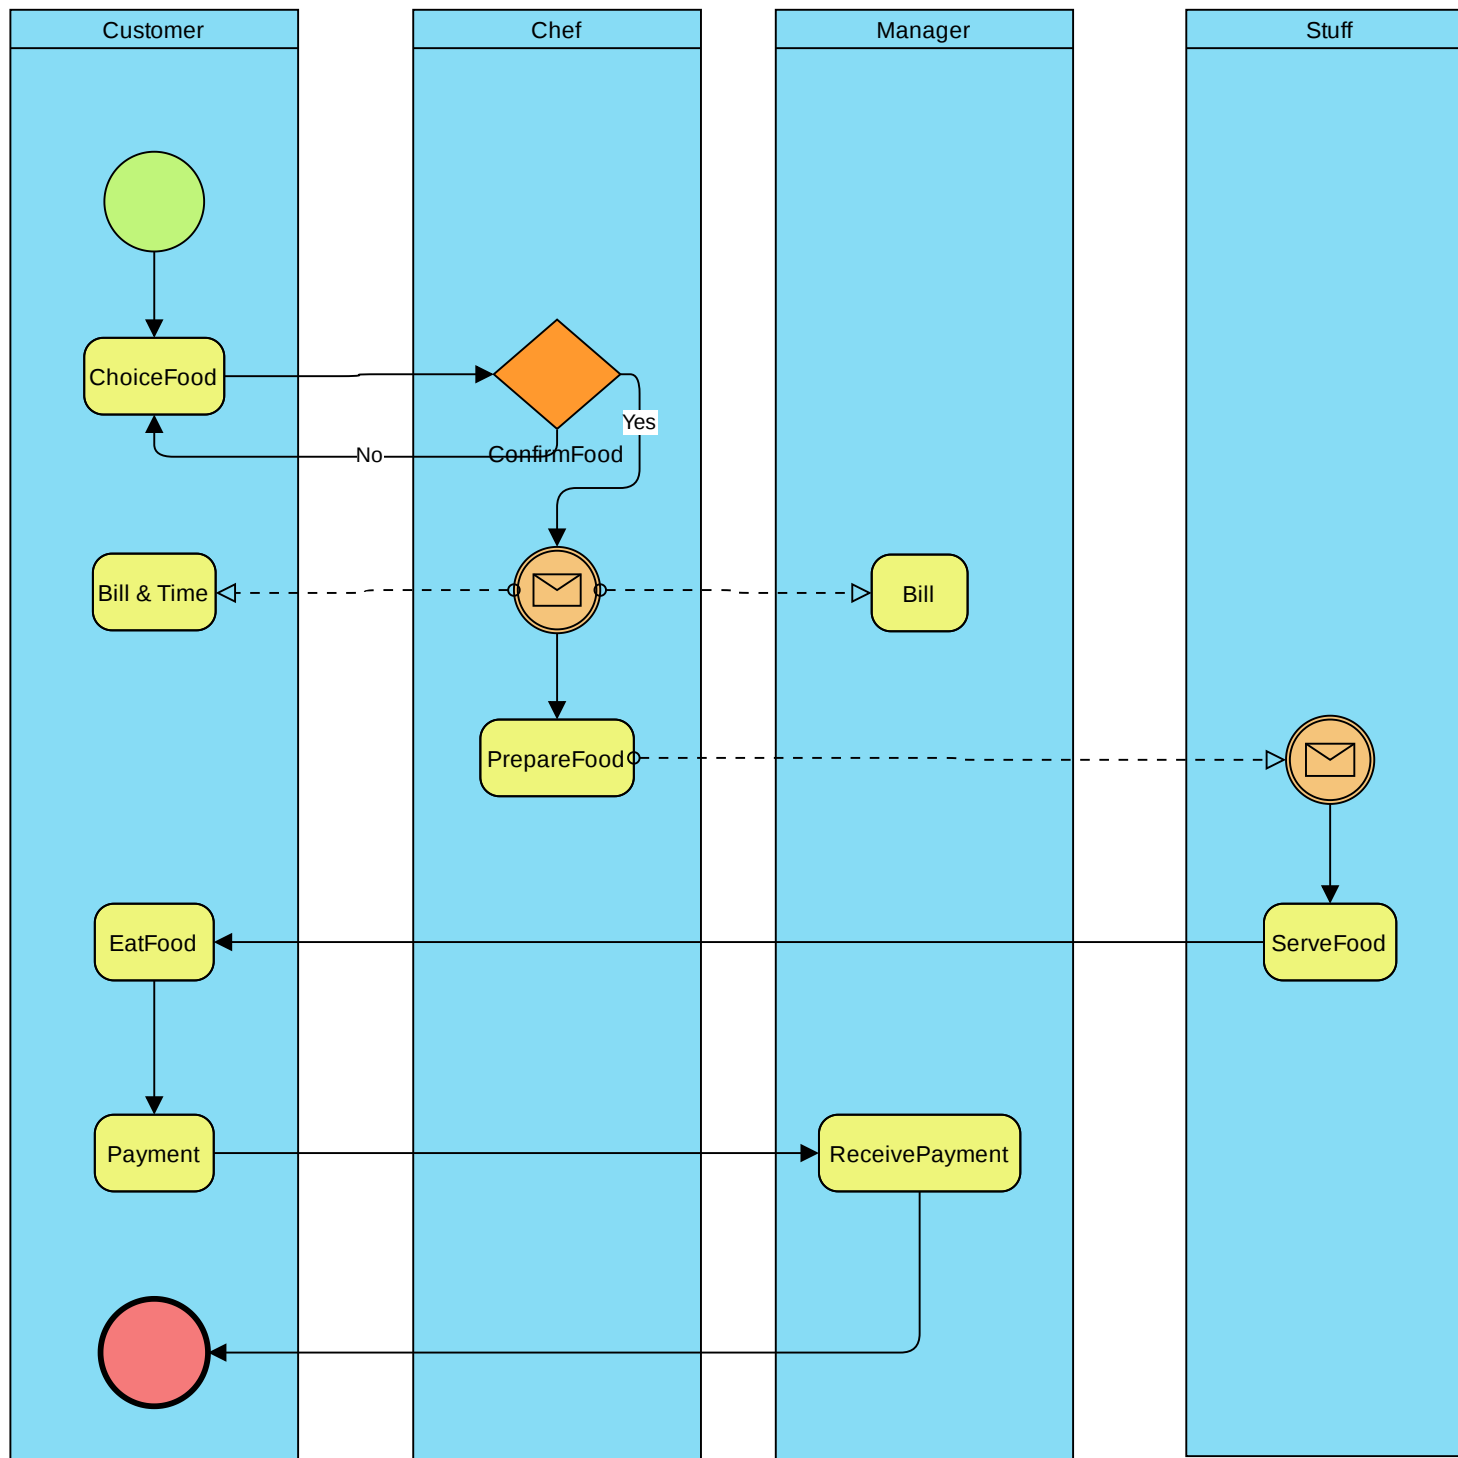 Customer
Chef
Manager
Stuff
ChoiceFood
Yes
No
ConfirmFood
Bill & Time
Bill
PrepareFood
EatFood
ServeFood
Payment
ReceivePayment